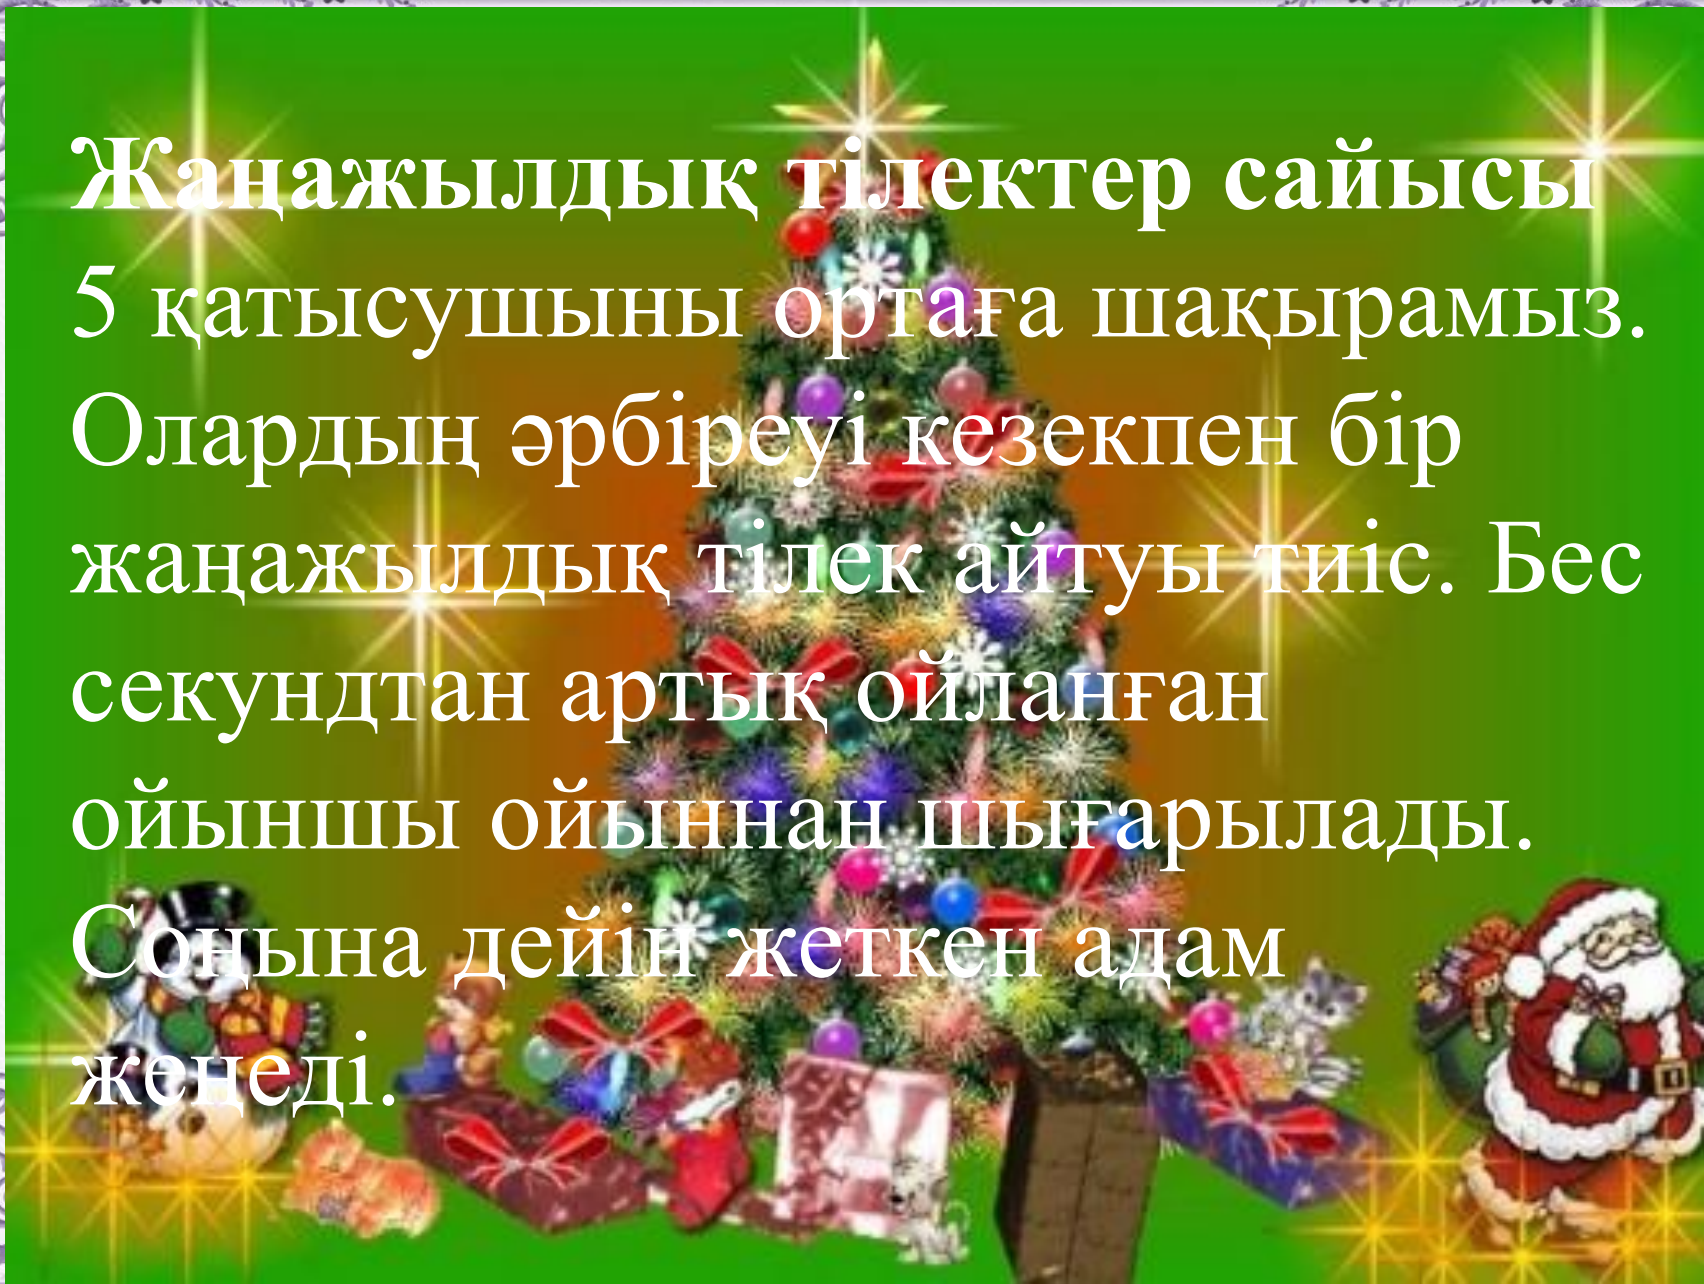 Жаңажылдық тілектер сайысы
5 қатысушыны ортаға шақырамыз.
Олардың әрбіреуі кезекпен бір
жаңажылдық тілек айтуы тиіс. Бес
секундтан артық ойланған
ойыншы ойыннан шығарылады.
Соңына дейін жеткен адам
жеңеді.